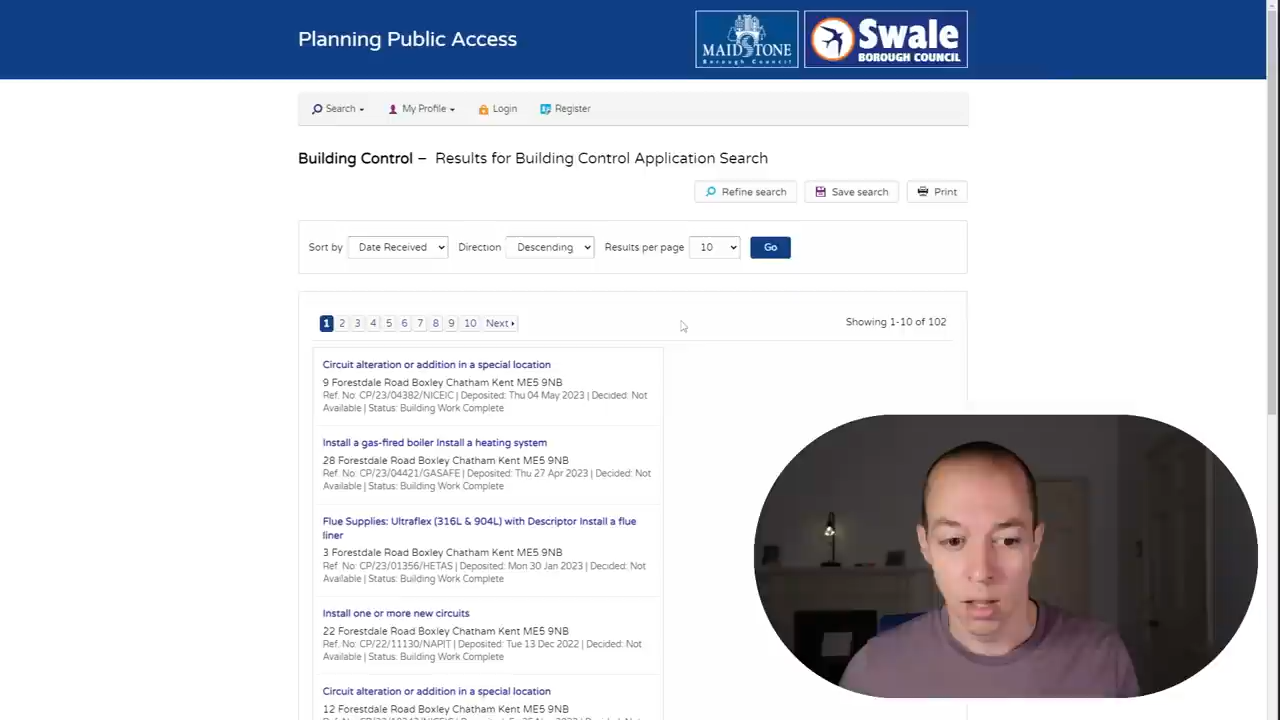 Planning Public Access
MAIDSTONE
Borough Council
Swale
BOROUGH COUNCIL
Search
My Profile
Login
Register
Building Control – Results for Building Control Application Search
Refine search
Save search
Print
Sort by Date Received Direction Descending Results per page 10 Go
1 2 3 4 5 6 7 8 9 10 Next
Showing 1-10 of 102
Circuit alteration or addition in a special location
9 Forestdale Road Boxley Chatham Kent ME5 9NB
Ref. No: CP/23/04382/NICEIC | Deposited: Thu 04 May 2023 | Decided: Not
Available | Status: Building Work Complete
Install a gas-fired boiler Install a heating system
28 Forestdale Road Boxley Chatham Kent ME5 9NB
Ref. No: CP/23/04421/GASAFE | Deposited: Thu 27 Apr 2023 | Decided: Not
Available | Status: Building Work Complete
Flue Supplies: Ultraflex (316L & 904L) with Descriptor Install a flue
liner
3 Forestdale Road Boxley Chatham Kent ME5 9NB
Ref. No: CP/23/01356/HETAS | Deposited: Mon 30 Jan 2023 | Decided: Not
Available | Status: Building Work Complete
Install one or more new circuits
22 Forestdale Road Boxley Chatham Kent ME5 9NB
Ref. No: CP/22/11130/NAPIT | Deposited: Tue 13 Dec 2022 | Decided: Not
Available | Status: Building Work Complete
Circuit alteration or addition in a special location
12 Forestdale Road Boxley Chatham Kent ME5 9NB